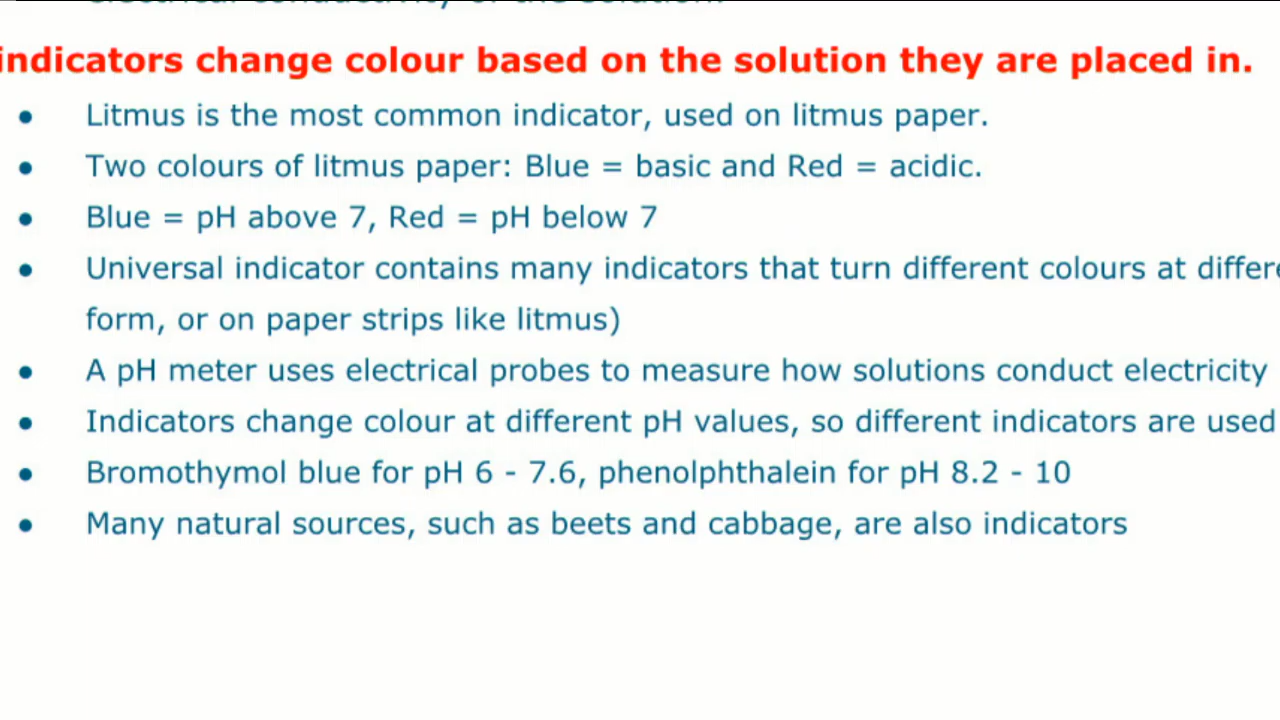 indicators change colour based on the solution they are placed in.
● Litmus is the most common indicator, used on litmus paper.
● Two colours of litmus paper: Blue = basic and Red = acidic.
● Blue = pH above 7, Red = pH below 7
● Universal indicator contains many indicators that turn different colours at
form, or on paper strips like litmus)
● A pH meter uses electrical probes to measure how solutions conduct electricity
● Indicators change colour at different pH values, so different indicators are used
● Bromothymol blue for pH 6 - 7.6, phenolphthalein for pH 8.2 - 10
● Many natural sources, such as beets and cabbage, are also indicators